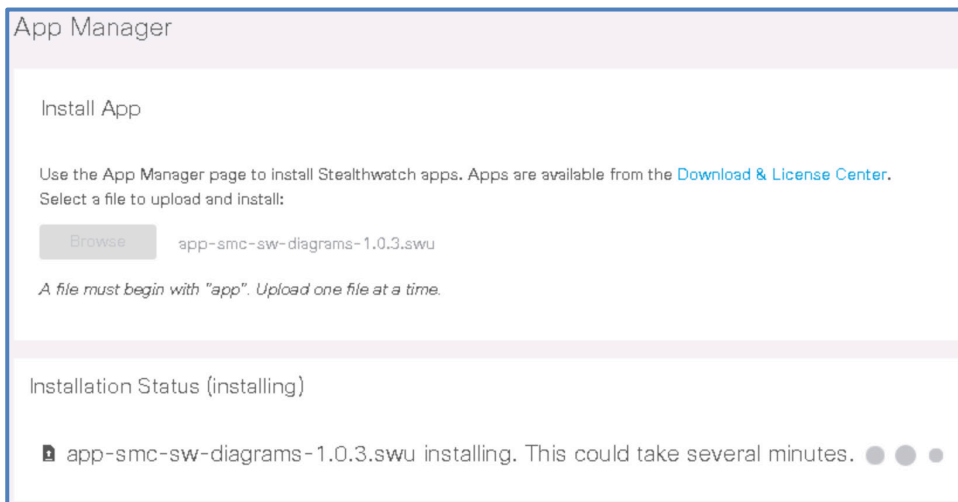 App Manager
Install App
Use the App Manager page to install Stealthwatch apps. Apps are available from the Download & License Center.
Select a file to upload and install:
Browse app-smc-sw-diagrams-1.0.3.swu
A file must begin with "app". Upload one file at a time.
Installation Status (installing)
app-smc-sw-diagrams-1.0.3.swu installing. This could take several minutes.